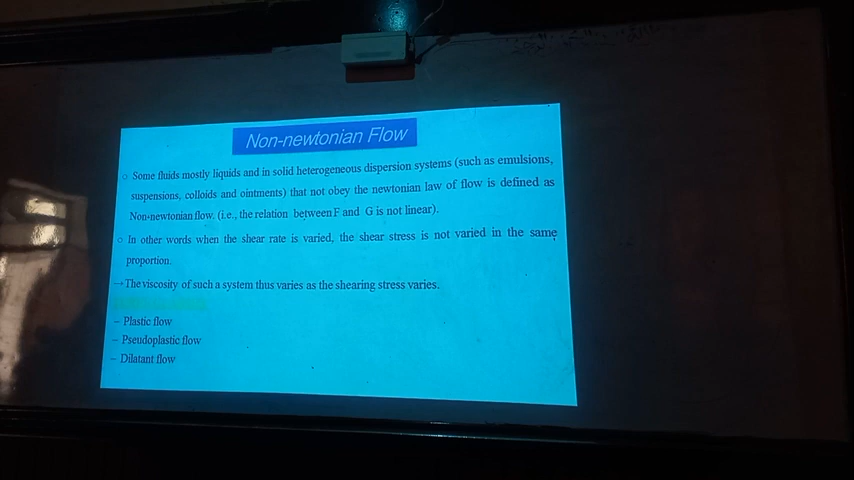 Non-newtonian Flow
○ Some fluids mostly liquids and in solid heterogeneous dispersion systems (such as emulsions,
suspensions, colloids and ointments) that not obey the newtonian law of flow is defined as
Non-newtonian flow. (i.e., the relation between F and G is not linear).
○ In other words when the shear rate is varied, the shear stress is not varied in the same
proportion.
→The viscosity of such a system thus varies as the shearing stress varies.
– Plastic flow
– Pseudoplastic flow
– Dilatant flow